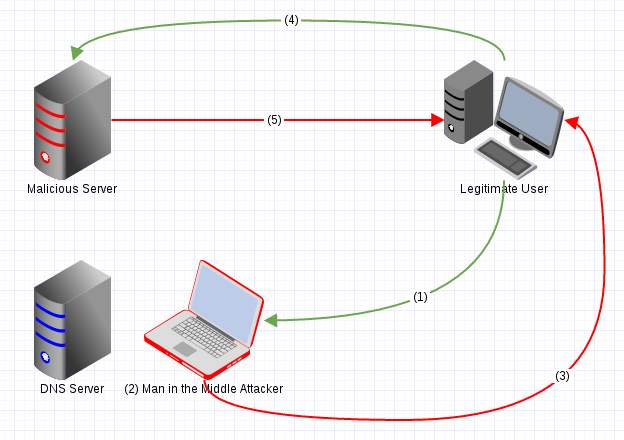 (4)
(5)
Malicious Server
Legitimate User
(1)
(3)
DNS Server
(2) Man in the Middle Attacker